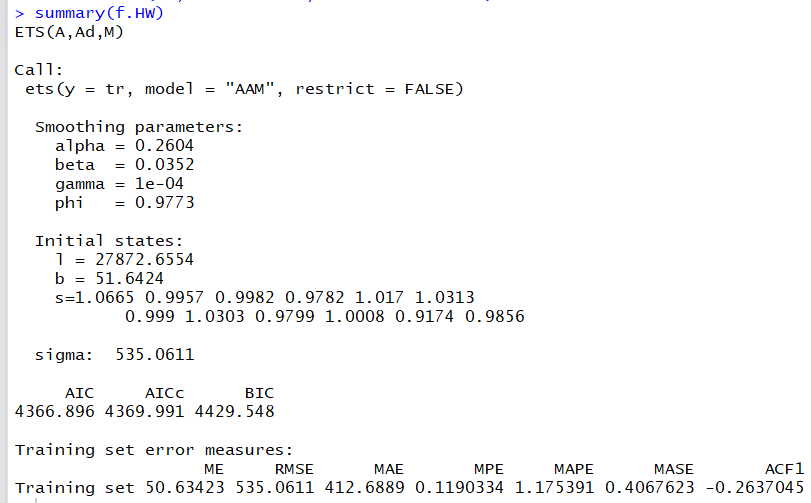 > summary(f.HW)
ETS(A,Ad,M)
Call:
ets(y = tr, model = "AAM", restrict = FALSE)
Smoothing parameters:
alpha = 0.2604
beta = 0.0352
gamma = 1e-04
phi = 0.9773
Initial states:
l = 27872.6554
b = 51.6424
s=1.0665 0.9957 0.9982 0.9782 1.017 1.0313
0.999 1.0303 0.9799 1.0008 0.9174 0.9856
sigma: 535.0611
AIC AICc BIC
4366.896 4369.991 4429.548
Training set error measures:
ME RMSE MAE MPE MAPE MASE ACF1
Training set 50.63423 535.0611 412.6889 0.1190334 1.175391 0.4067623 -0.2637045